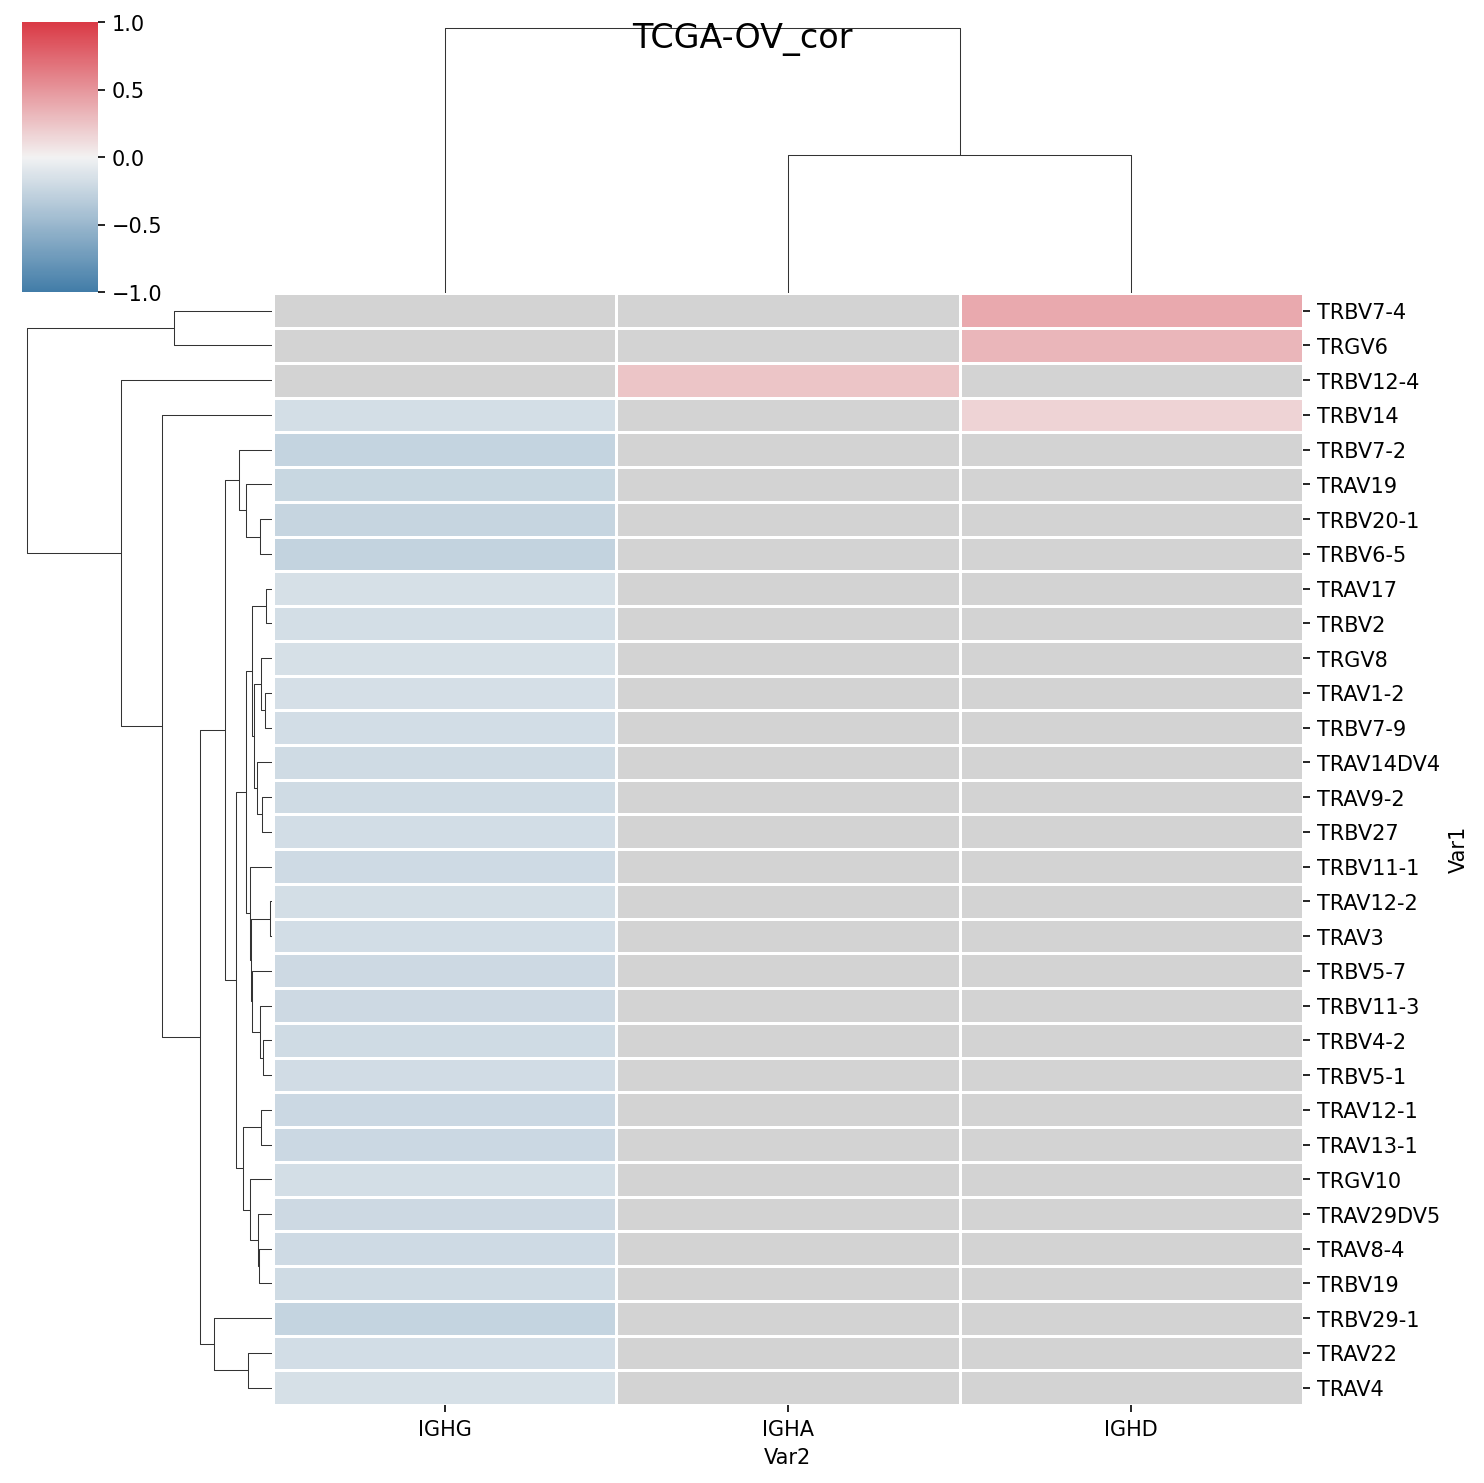 TCGA-OV_cor
1.0
0.5
0.0
−0.5
−1.0
TRBV7-4
TRGV6
TRBV12-4
TRBV14
TRBV7-2
TRAV19
TRBV20-1
TRBV6-5
TRAV17
TRBV2
TRGV8
TRAV1-2
TRBV7-9
TRAV14DV4
TRAV9-2
TRBV27
TRBV11-1
TRAV12-2
TRAV3
TRBV5-7
TRBV11-3
TRBV4-2
TRBV5-1
TRAV12-1
TRAV13-1
TRGV10
TRAV29DV5
TRAV8-4
TRBV19
TRBV29-1
TRAV22
TRAV4
Var1
IGHG IGHA IGHD
Var2